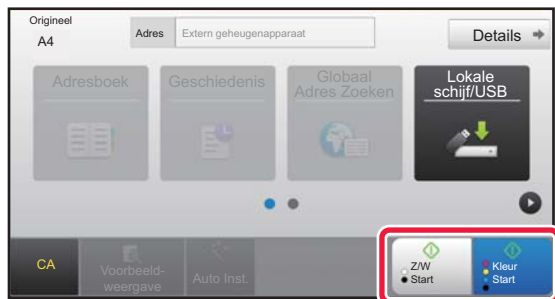 Origineel
A4
Adres
Extern geheugenapparaat
Details
Adresboek
Geschiedenis
Globaal
Adres Zoeken
Lokale
schijf/USB
CA
Voorbeeld-
weergave
Auto Inst.
Z/W
Start
Kleur
Start